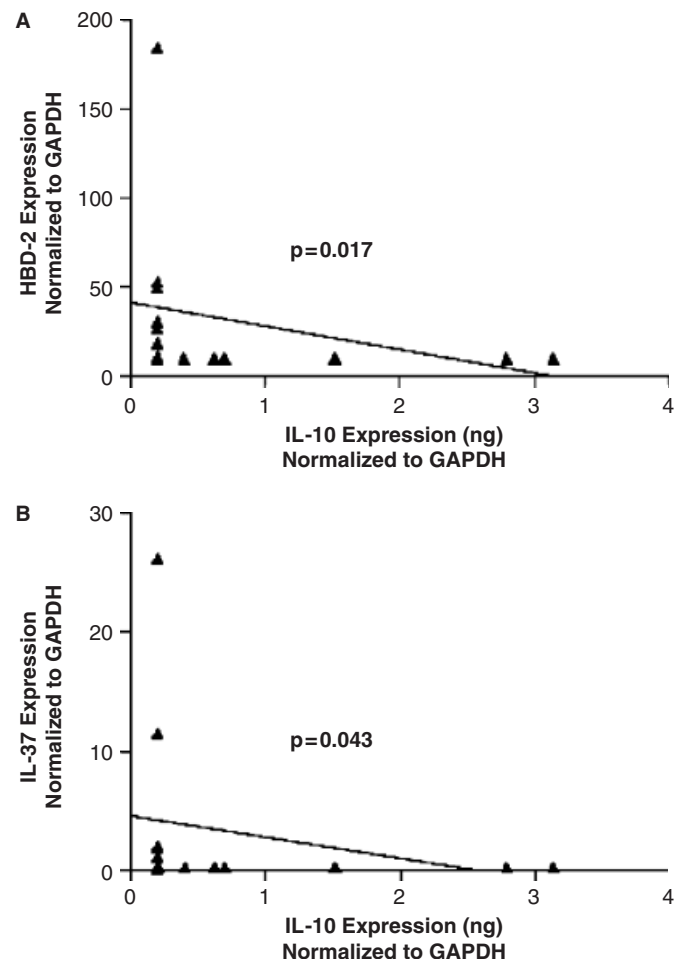 A
200
150
100
50
0
HBD-2 Expression
Normalized to GAPDH
p=0.017
0 1 2 3 4
IL-10 Expression (ng)
Normalized to GAPDH
B
30
20
10
0
IL-37 Expression
Normalized to GAPDH
p=0.043
0 1 2 3 4
IL-10 Expression (ng)
Normalized to GAPDH